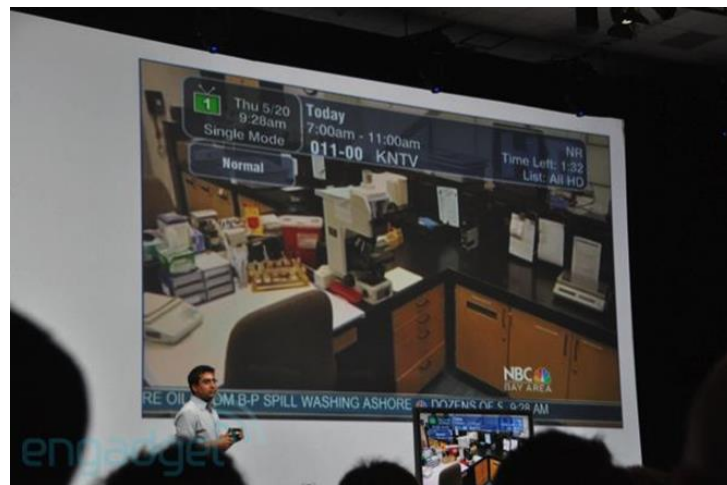 1
Thu 5/20
9:28am
Single Mode
Normal
Today
7:00am - 11:00am
011-00 KNTV
NR
Time Left: 1:32
List: All HD
NBC
BAY AREA
RE OIL FROM B-P SPILL WASHING ASHORE DOZENS OF S 9:28 AM
engadget